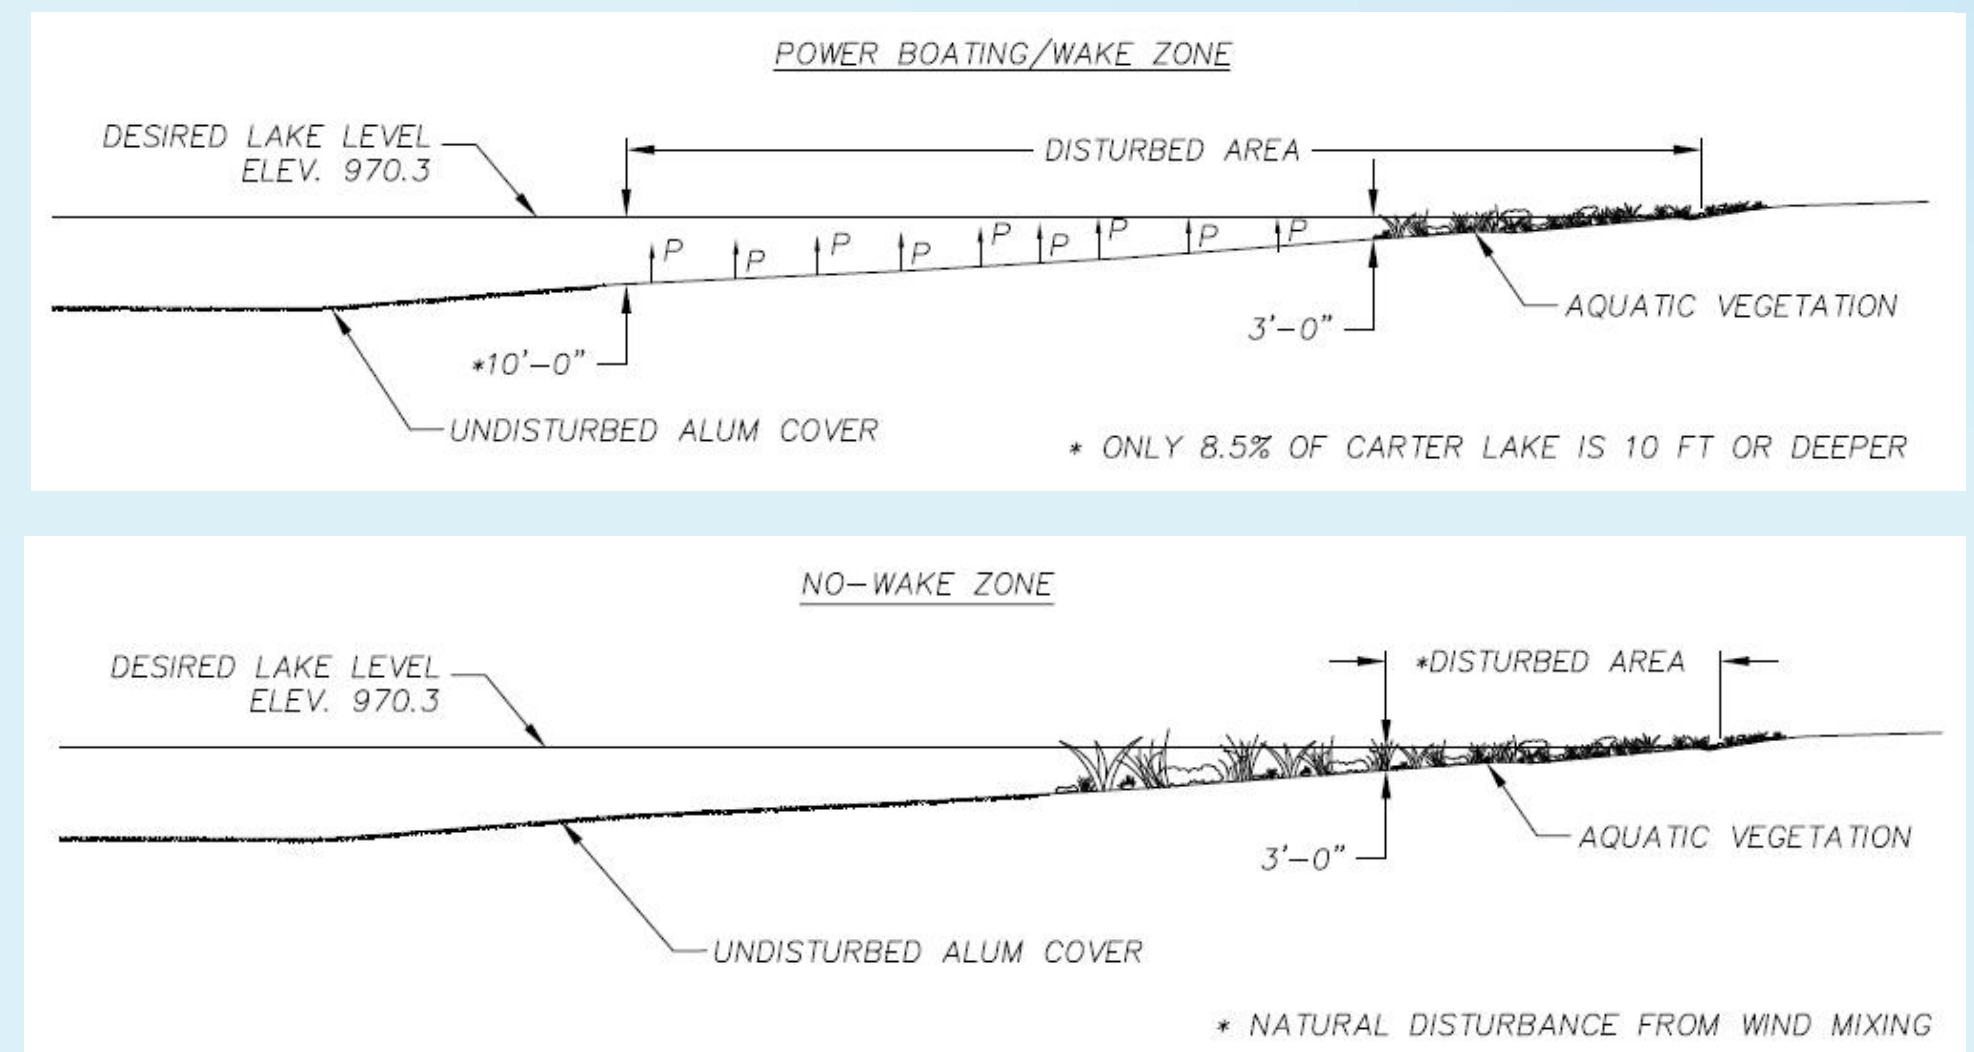 POWER BOATING/WAKE ZONE
DESIRED LAKE LEVEL
ELEV. 970.3
DISTURBED AREA
P
P
P
P
P
P
P
P
P
AQUATIC VEGETATION
3'-0"
*10'-0"
UNDISTURBED ALUM COVER
* ONLY 8.5% OF CARTER LAKE IS 10 FT OR DEEPER
NO-WAKE ZONE
DESIRED LAKE LEVEL
ELEV. 970.3
*DISTURBED AREA
AQUATIC VEGETATION
3'-0"
UNDISTURBED ALUM COVER
* NATURAL DISTURBANCE FROM WIND MIXING